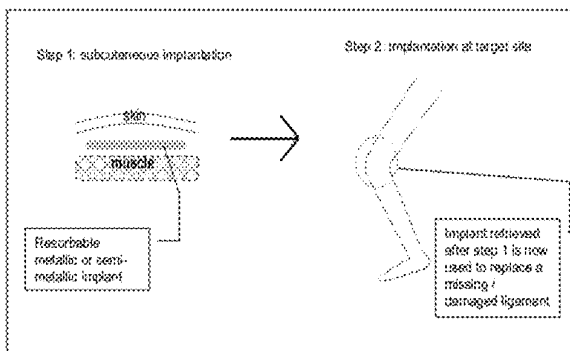 Step 1: subcutaneous implantation
Step 2: implantation at target site
skin
muscle
Resorbable
metallic or semi-
metallic implant
Implant retrieved
after step 1 is now
used to replace a
missing /
damaged ligament